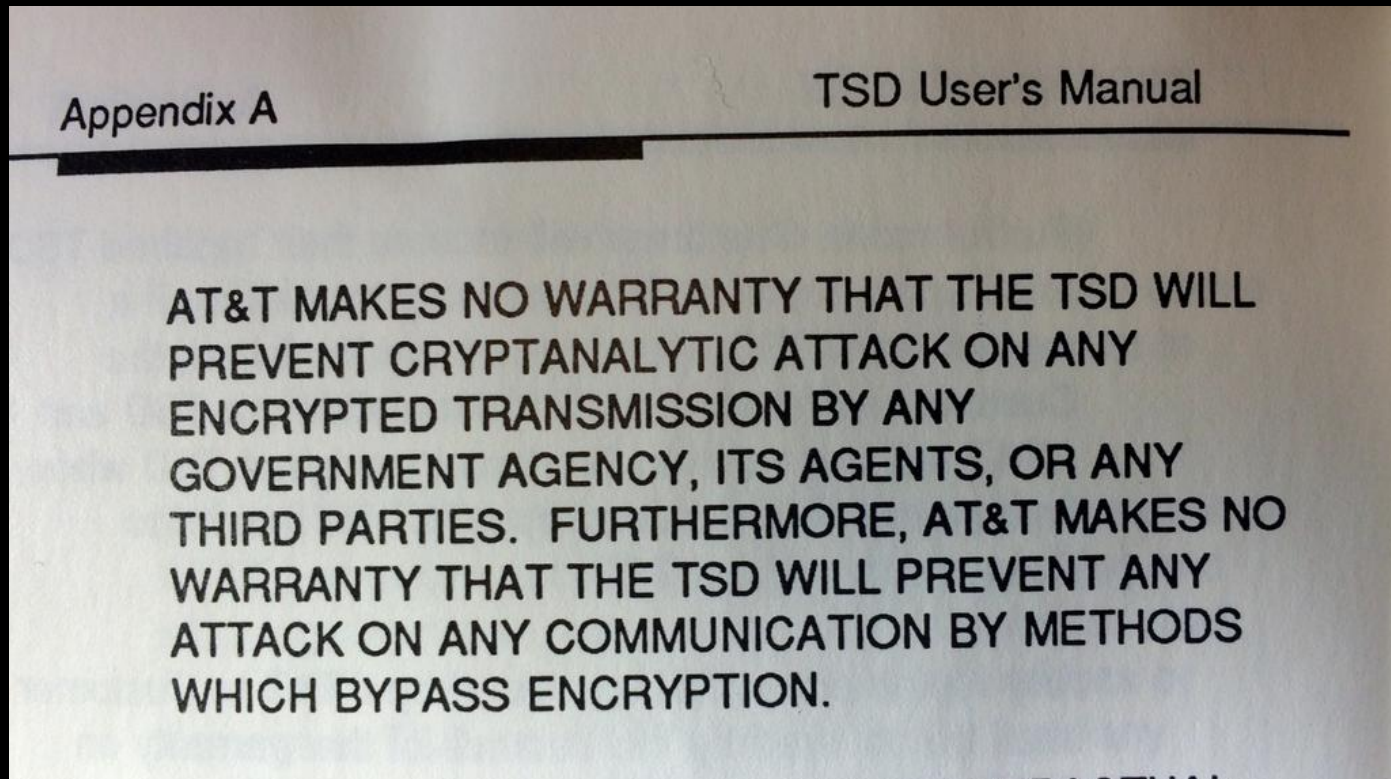 Appendix A
TSD User's Manual
AT&T MAKES NO WARRANTY THAT THE TSD WILL
PREVENT CRYPTANALYTIC ATTACK ON ANY
ENCRYPTED TRANSMISSION BY ANY
GOVERNMENT AGENCY, ITS AGENTS, OR ANY
THIRD PARTIES.  FURTHERMORE, AT&T MAKES NO
WARRANTY THAT THE TSD WILL PREVENT ANY
ATTACK ON ANY COMMUNICATION BY METHODS
WHICH BYPASS ENCRYPTION.